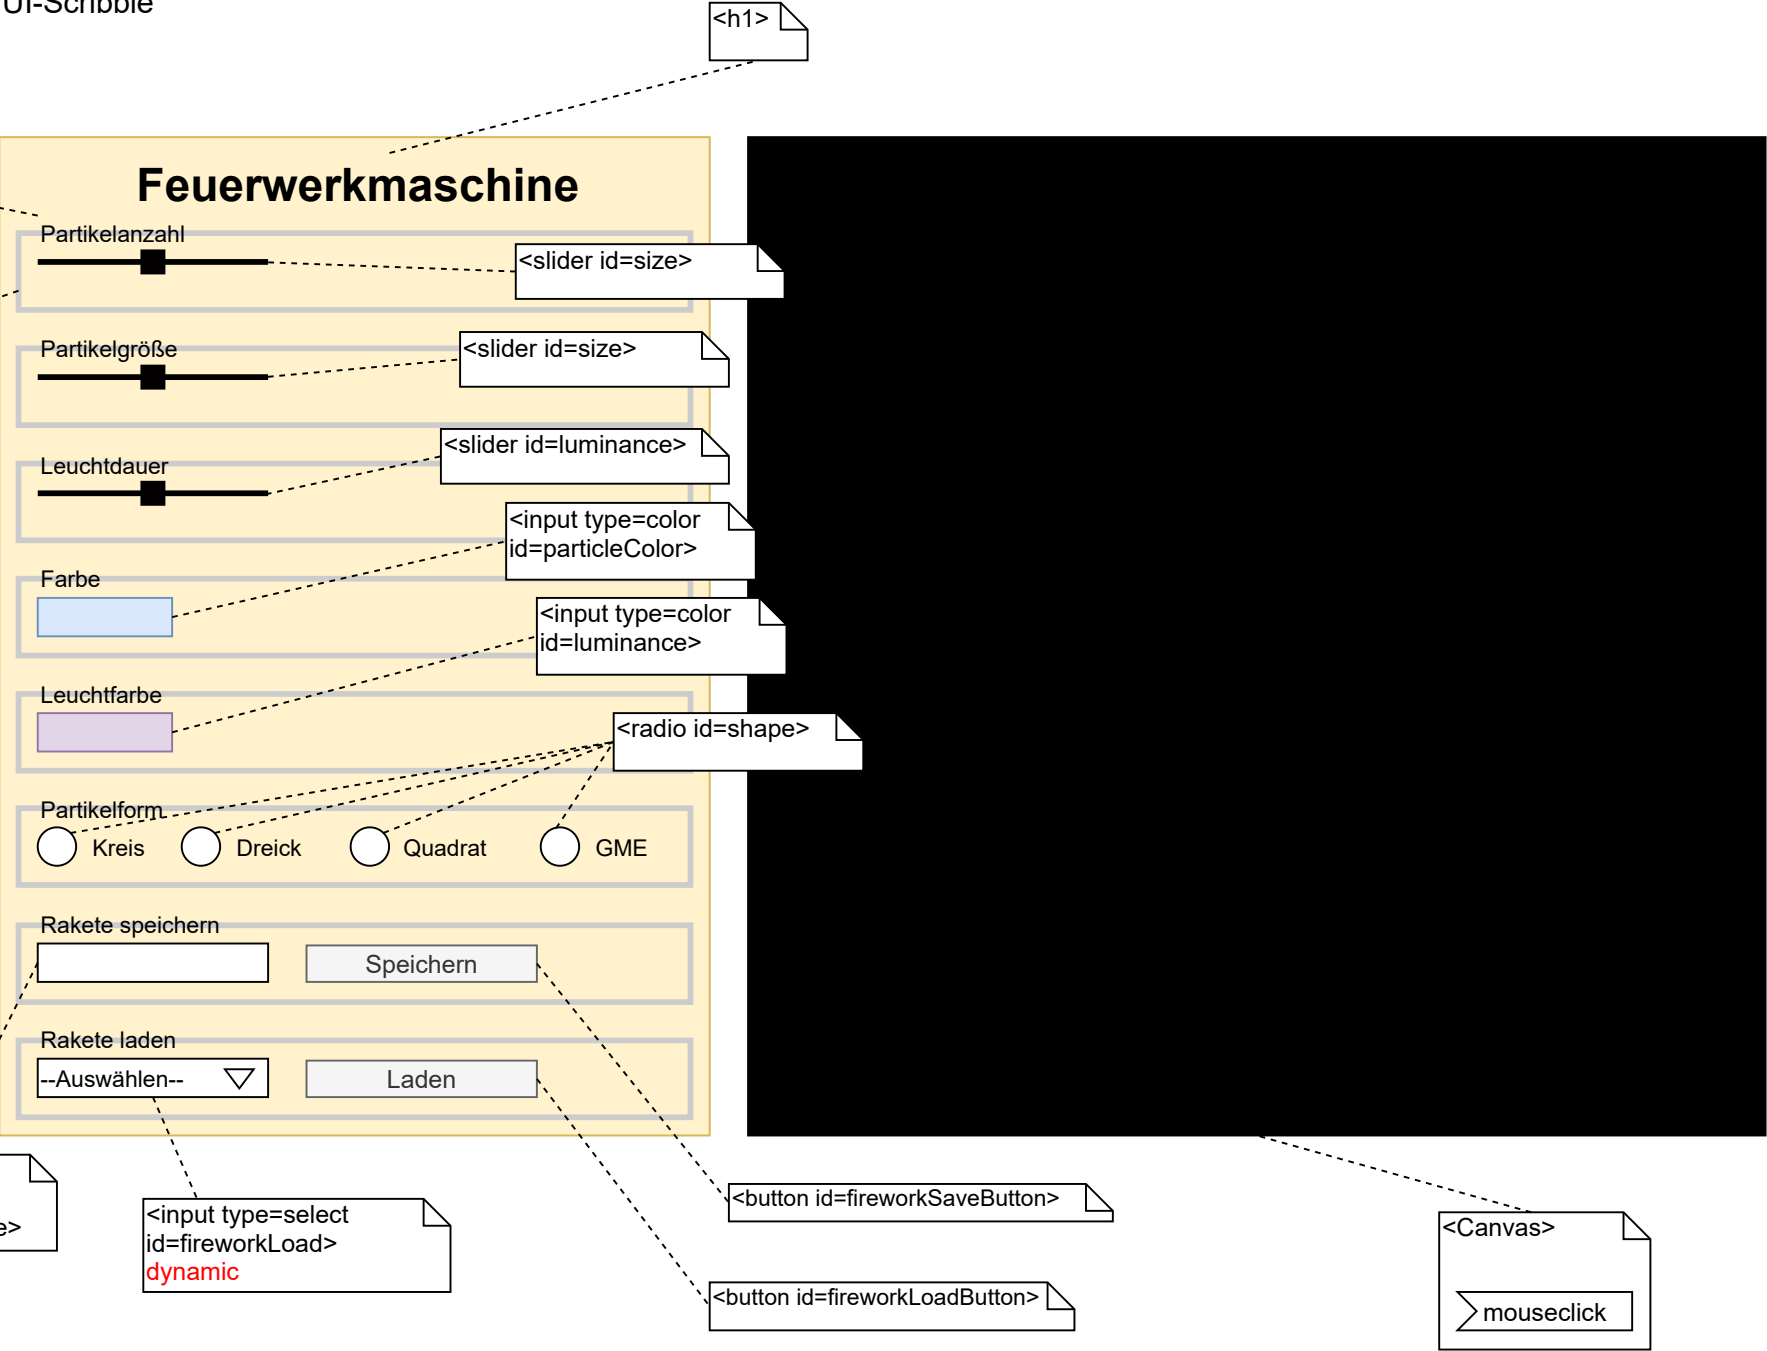 UI-Scribble
<h1>
Feuerwerkmaschine
Partikelanzahl
<slider id=size>
Partikelgröße
<slider id=size>
Leuchtdauer
<slider id=luminance>
<input type=color
id=particleColor>
Farbe
<input type=color
id=luminance>
Leuchtfarbe
<radio id=shape>
Partikelform
Kreis
Dreick
Quadrat
GME
Rakete speichern
Speichern
Rakete laden
--Auswählen--
Laden
e>
<input type=select
id=fireworkLoad>
dynamic
<button id=fireworkSaveButton>
<button id=fireworkLoadButton>
<Canvas>
mouseclick